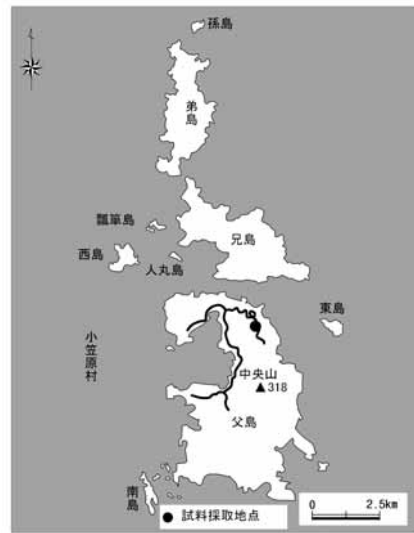 孫島
弟島
瓢箪島
兄島
西島
人丸島
東島
小笠原村
中央山
▲318
父島
南島
● 試料採取地点
0 2.5km